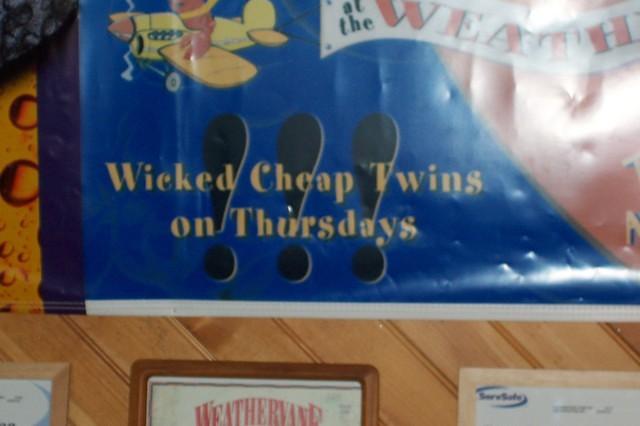 at
the
Wicked Cheap Twins
on Thursdays
!!!
WEATHERVANE
ServSafe